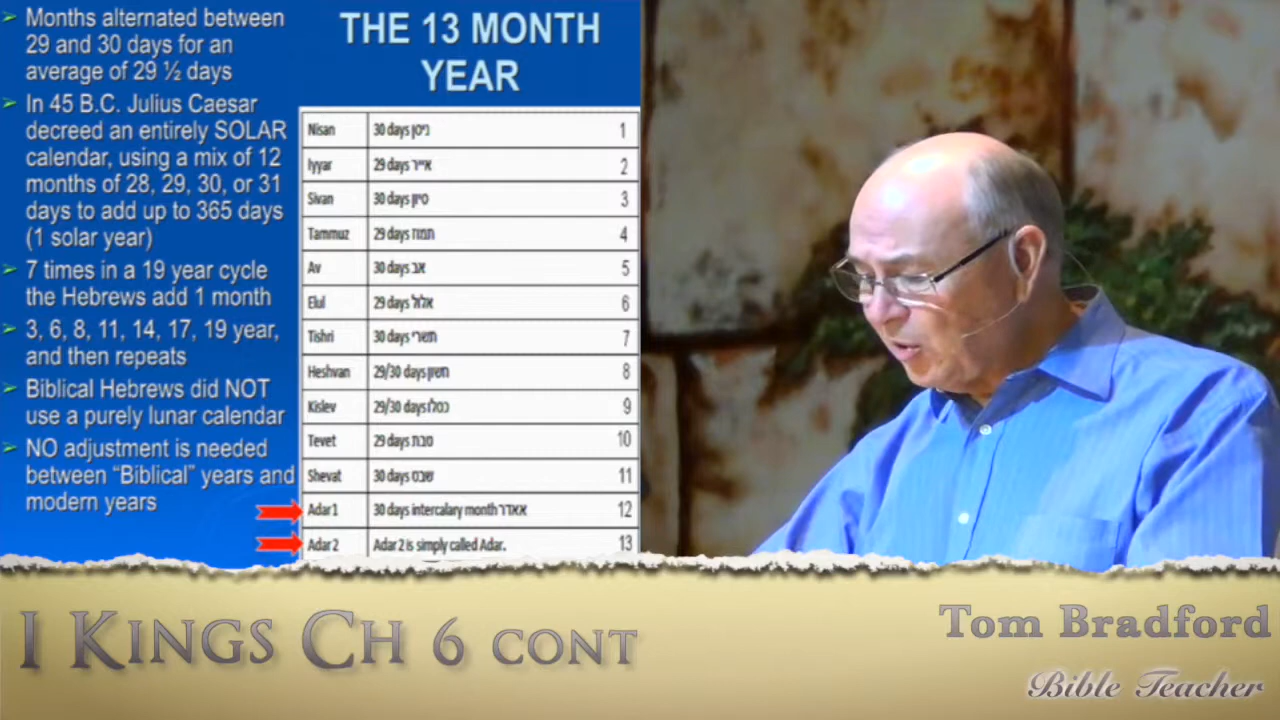 ➢ Months alternated between
29 and 30 days for an
average of 29 ½ days
➢ In 45 B.C. Julius Caesar
decreed an entirely SOLAR
calendar, using a mix of 12
months of 28, 29, 30, or 31
days to add up to 365 days
(1 solar year)
➢ 7 times in a 19 year cycle
the Hebrews add 1 month
➢ 3, 6, 8, 11, 14, 17, 19 year,
and then repeats
➢ Biblical Hebrews did NOT
use a purely lunar calendar
➢ NO adjustment is needed
between “Biblical” years and
modern years
THE 13 MONTH
YEAR
Nisan 30 days ניסן 1
Iyyar 29 days אייר 2
Sivan 30 days סיון 3
Tammuz 29 days תמוז 4
Av 30 days אב 5
Elul 29 days אלול 6
Tishri 30 days תשרי 7
Heshvan 29/30 days חשון 8
Kislev 29/30 days כסלו 9
Tevet 29 days טבת 10
Shevat 30 days שבט 11
Adar 1 30 days intercalary month 12
Adar 2 Adar 2 is simply called Adar. 13
I KINGS CH 6 CONT
Tom Bradford
Bible Teacher